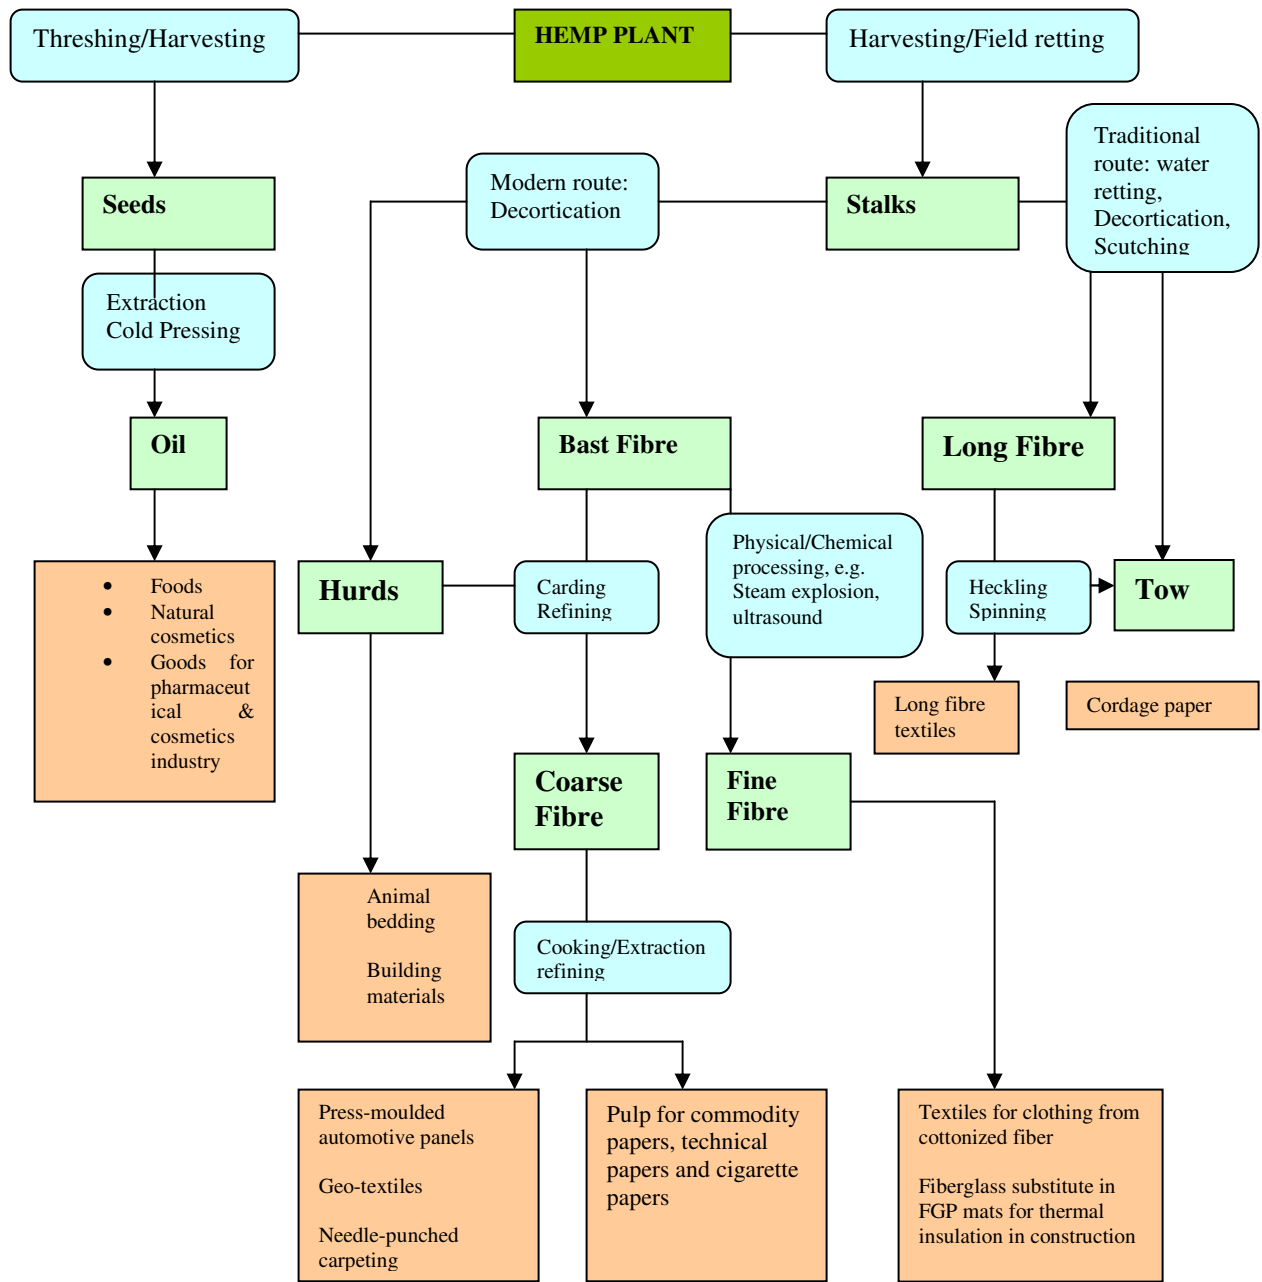 Threshing/Harvesting
HEMP PLANT
Harvesting/Field retting
Traditional
route: water
retting,
Decortication,
Scutching
Modern route:
Decortication
Seeds
Stalks
Extraction
Cold Pressing
Oil
Bast Fibre
Long Fibre
• Foods
• Natural
cosmetics
• Goods for
pharmaceut
ical &
cosmetics
industry
Hurds
Carding
Refining
Physical/Chemical
processing, e.g.
Steam explosion,
ultrasound
Heckling
Spinning
Tow
Long fibre
textiles
Cordage paper
Coarse
Fibre
Fine
Fibre
Animal
bedding
Building
materials
Cooking/Extraction
refining
Press-moulded
automotive panels
Geo-textiles
Needle-punched
carpeting
Pulp for commodity
papers, technical
papers and cigarette
papers
Textiles for clothing from
cottonized fiber
Fiberglass substitute in
FGP mats for thermal
insulation in construction